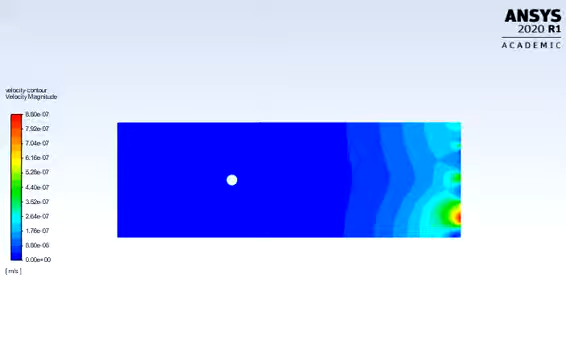 ANSYS
2020 R1
ACADEMIC
velocity-contour
Velocity Magnitude
8.80e-07
7.92e-07
7.04e-07
6.16e-07
5.28e-07
4.40e-07
3.52e-07
2.64e-07
1.76e-07
8.80e-08
0.00e+00
[ m/s ]